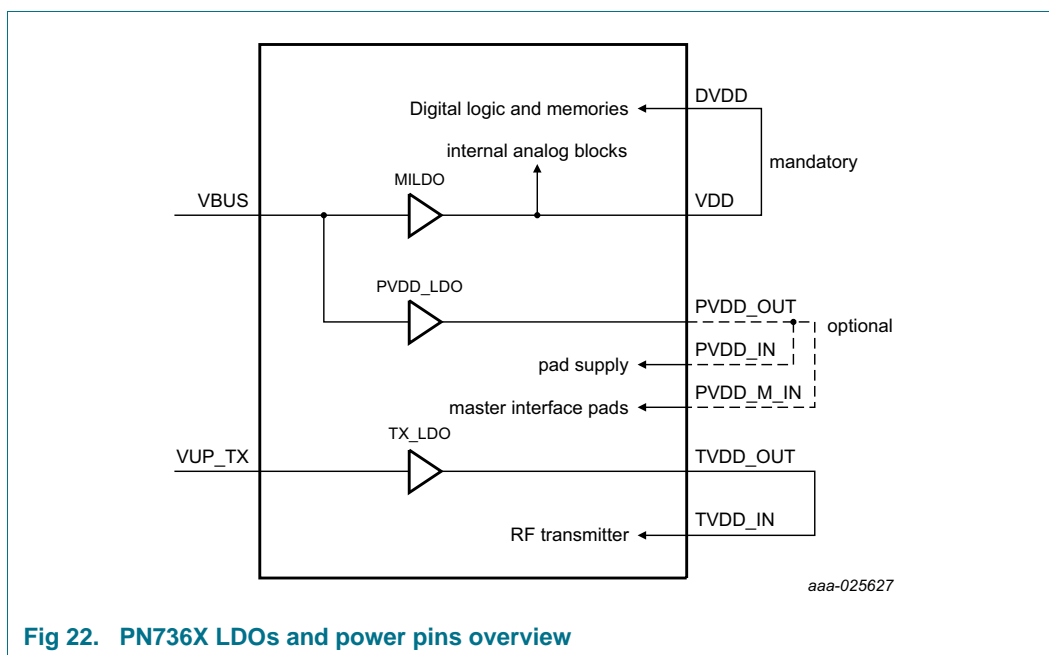 DVDD
Digital logic and memories
internal analog blocks
mandatory
MILDO
VBUS
VDD
PVDD_LDO
PVDD_OUT
optional
PVDD_IN
pad supply
PVDD_M_IN
master interface pads
TX_LDO
VUP_TX
TVDD_OUT
TVDD_IN
RF transmitter
aaa-025627
Fig 22. PN736X LDOs and power pins overview